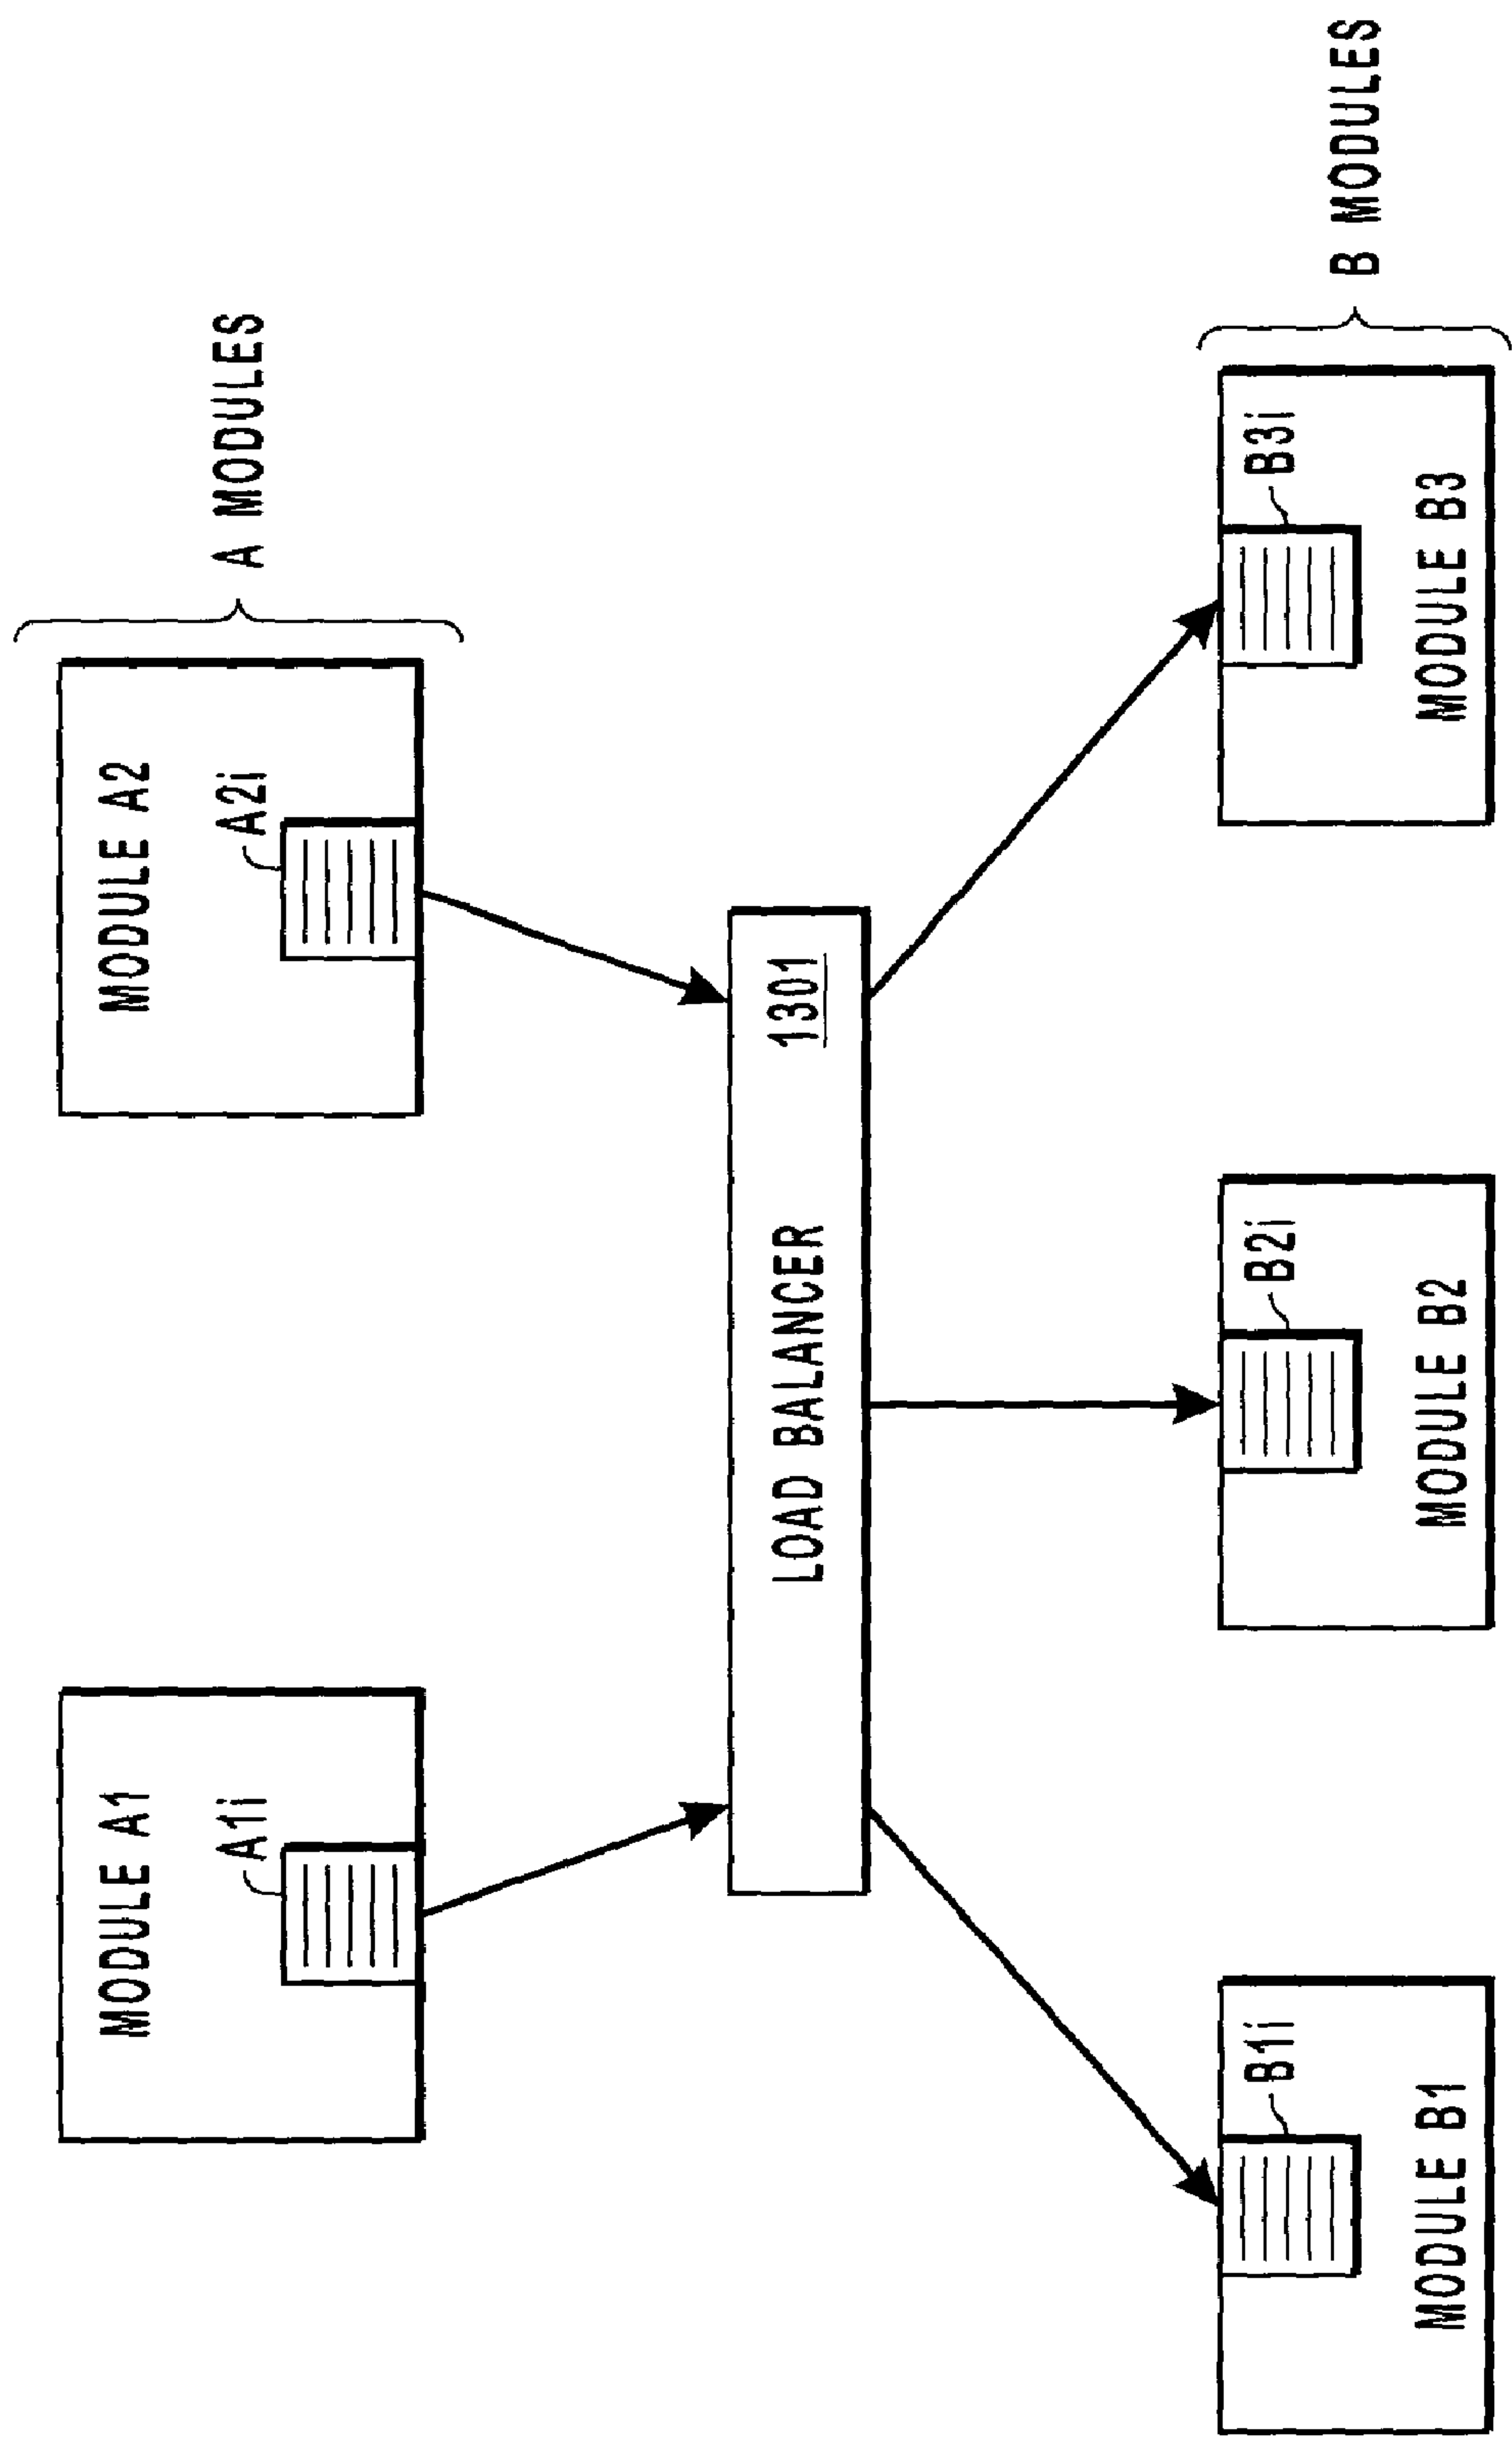 MODULE A1
A1i
MODULE A2
A2i
A MODULES
LOAD BALANCER
1301
B1i
MODULE B1
B2i
MODULE B2
B3i
MODULE B3
B MODULES